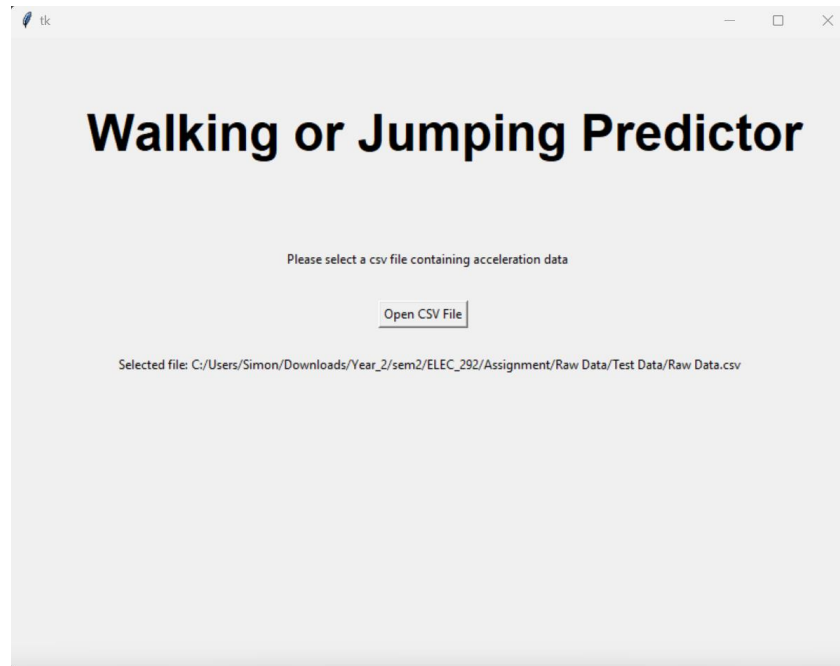 tk
Walking or Jumping Predictor
Please select a csv file containing acceleration data
Open CSV File
Selected file: C:/Users/Simon/Downloads/Year_2/sem2/ELEC_292/Assignment/Raw Data/Test Data/Raw Data.csv